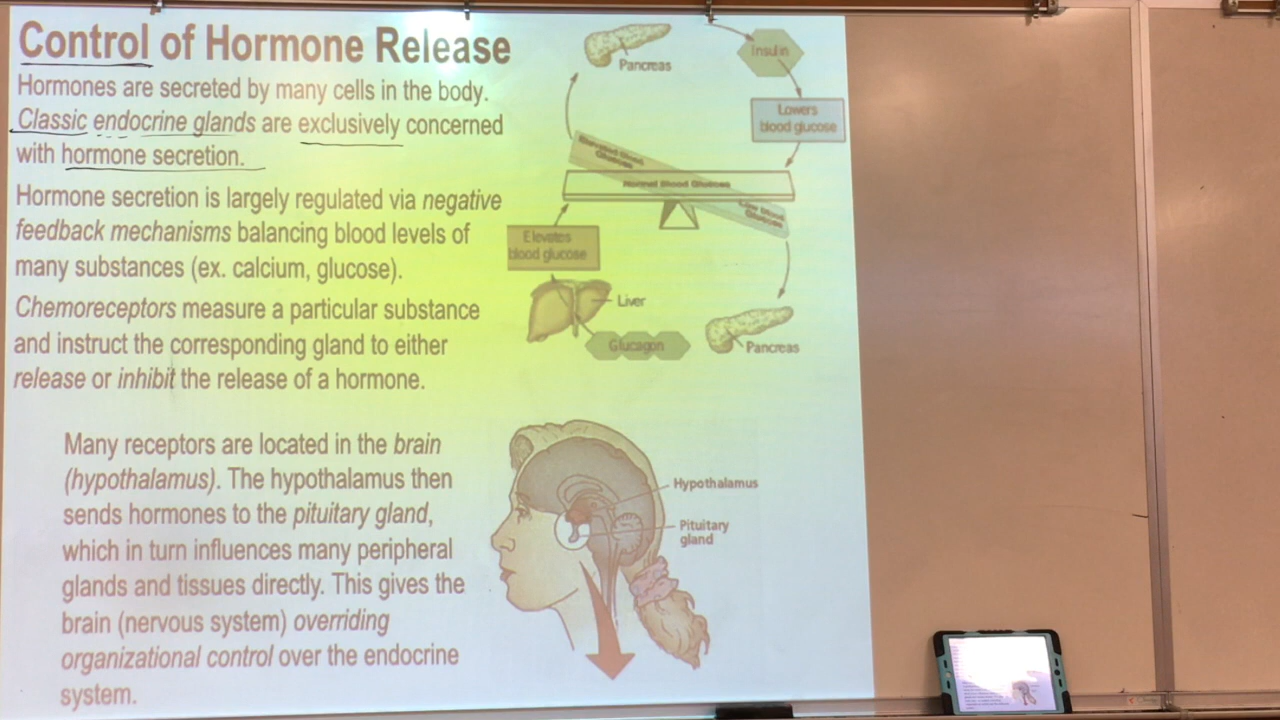 Control of Hormone Release
Hormones are secreted by many cells in the body.
Classic endocrine glands are exclusively concerned
with hormone secretion.
Hormone secretion is largely regulated via negative
feedback mechanisms balancing blood levels of
many substances (ex. calcium, glucose).
Chemoreceptors measure a particular substance
and instruct the corresponding gland to either
release or inhibit the release of a hormone.
Many receptors are located in the brain
(hypothalamus). The hypothalamus then
sends hormones to the pituitary gland,
which in turn influences many peripheral
glands and tissues directly. This gives the
brain (nervous system) overriding
organizational control over the endocrine
system.
Pancreas
Insulin
Lowers
blood glucose
Elevated Blood
Glucose
Normal Blood Glucose
Low Blood
Glucose
Elevates
blood glucose
Liver
Glucagon
Pancreas
Hypothalamus
Pituitary
gland